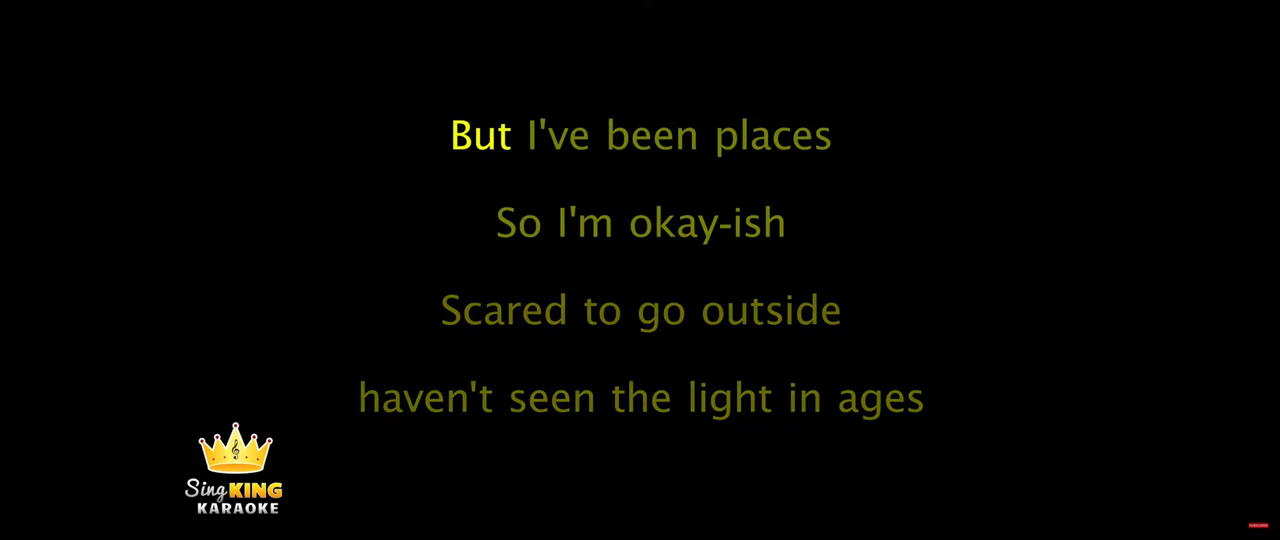 But I've been places
So I'm okay-ish
Scared to go outside
haven't seen the light in ages
Sing KING
KARAOKE